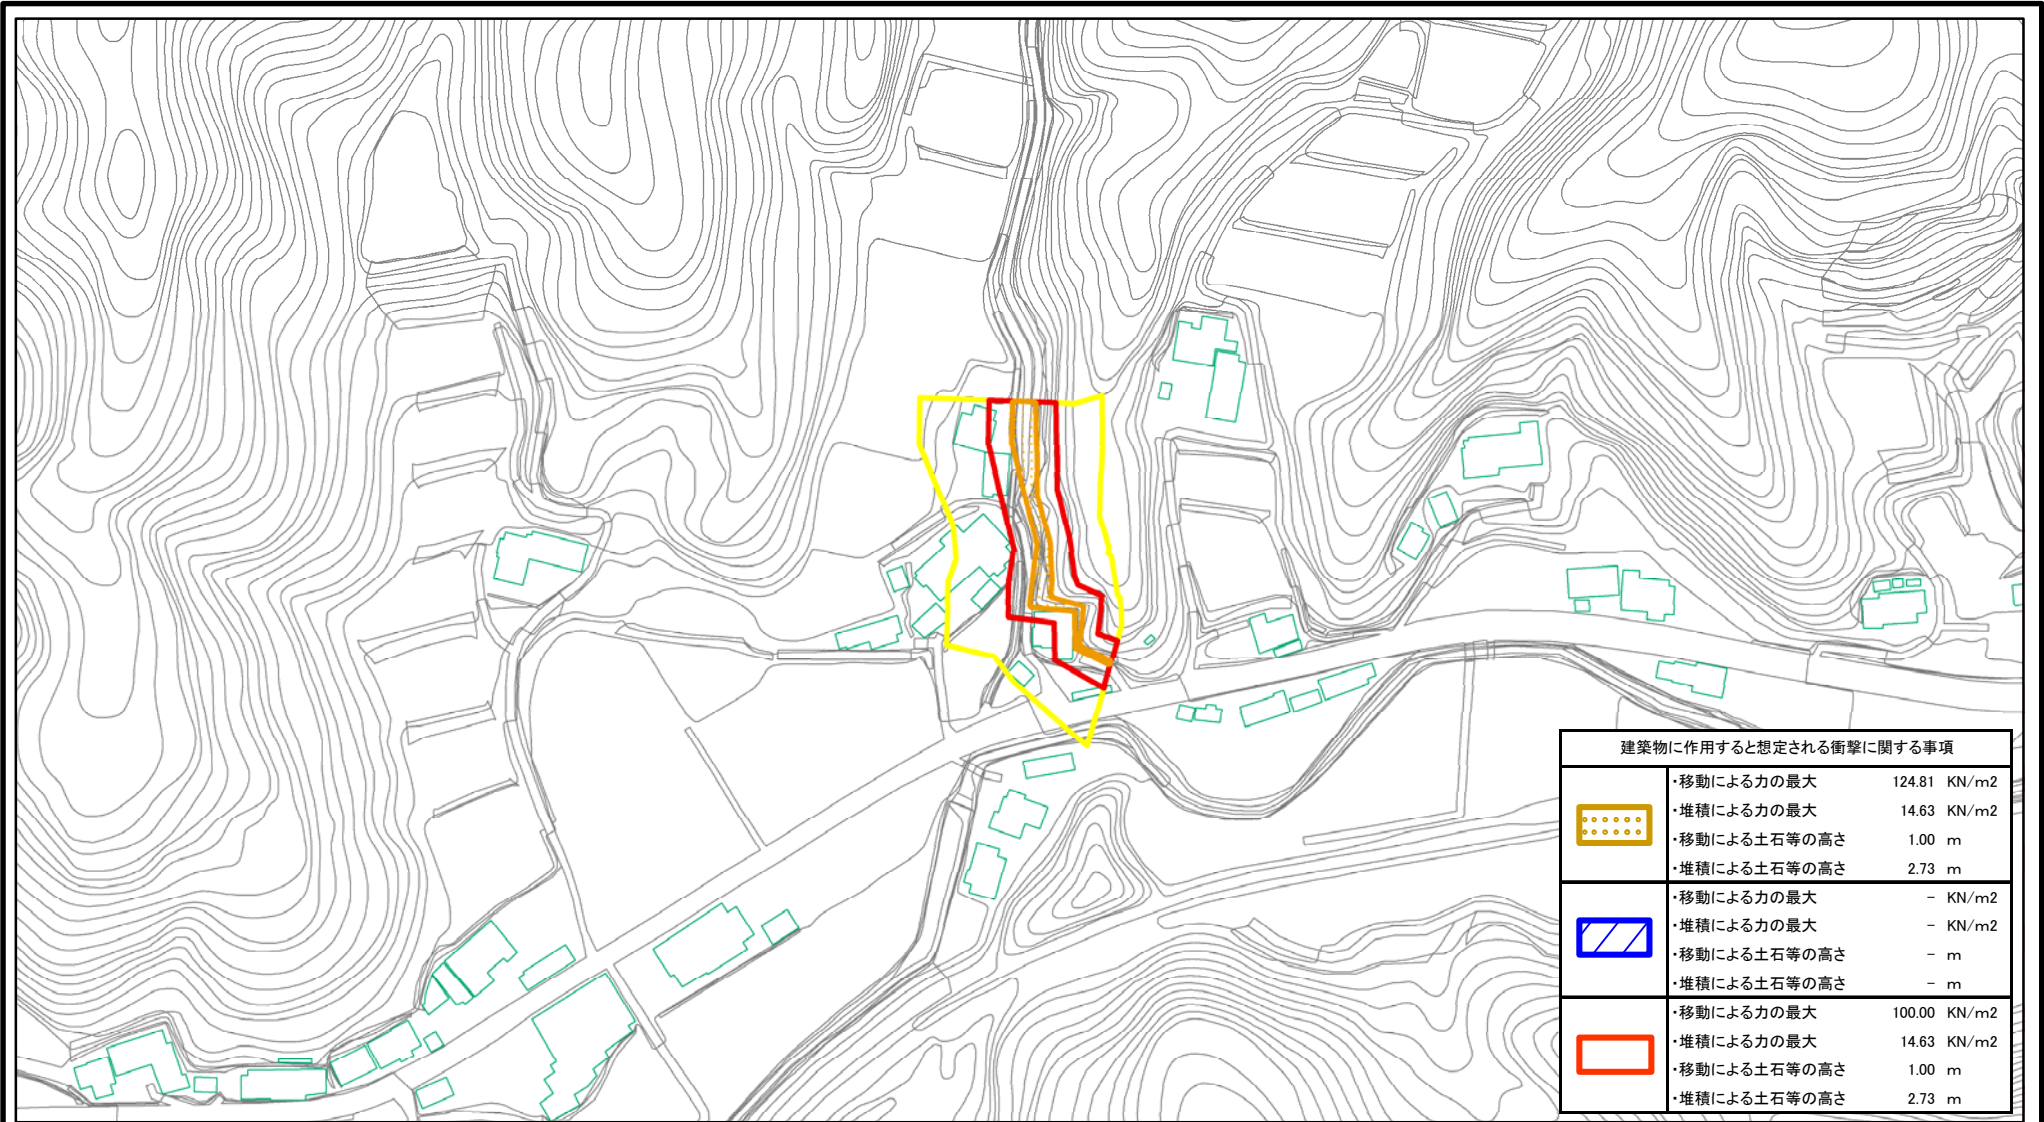 建築物に作用すると想定される衝撃に関する事項
・移動による力の最大 124.81 KN/m2
・堆積による力の最大 14.63 KN/m2
・移動による土石等の高さ 1.00 m
・堆積による土石等の高さ 2.73 m
・移動による力の最大 - KN/m2
・堆積による力の最大 - KN/m2
・移動による土石等の高さ - m
・堆積による土石等の高さ - m
・移動による力の最大 100.00 KN/m2
・堆積による力の最大 14.63 KN/m2
・移動による土石等の高さ 1.00 m
・堆積による土石等の高さ 2.73 m